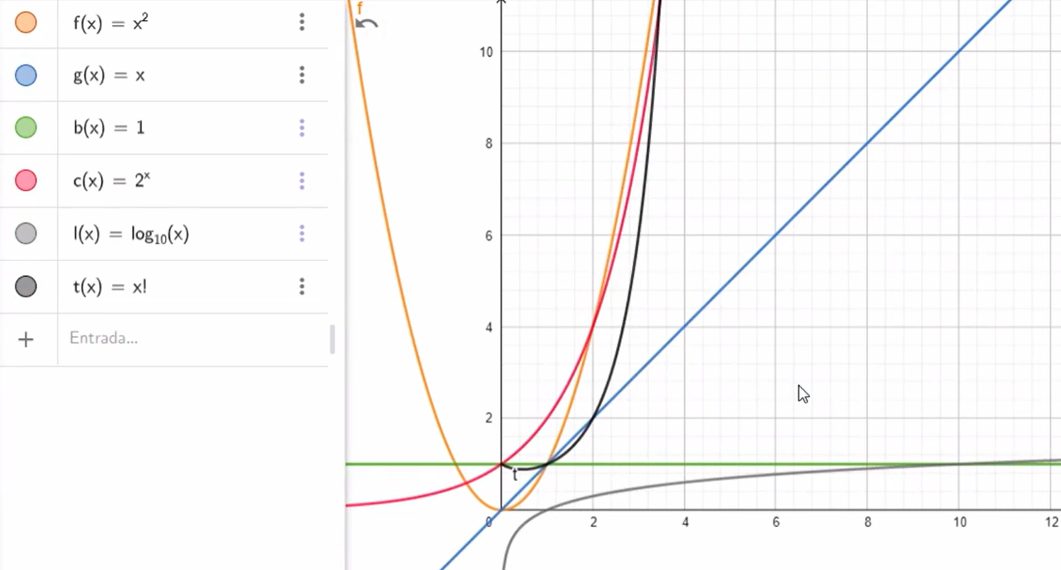 f(x) = x²
g(x) = x
b(x) = 1
c(x) = 2ˣ
l(x) = log₁₀(x)
t(x) = x!
+ Entrada...
f
10
8
6
4
2
t
0 2 4 6 8 10 12